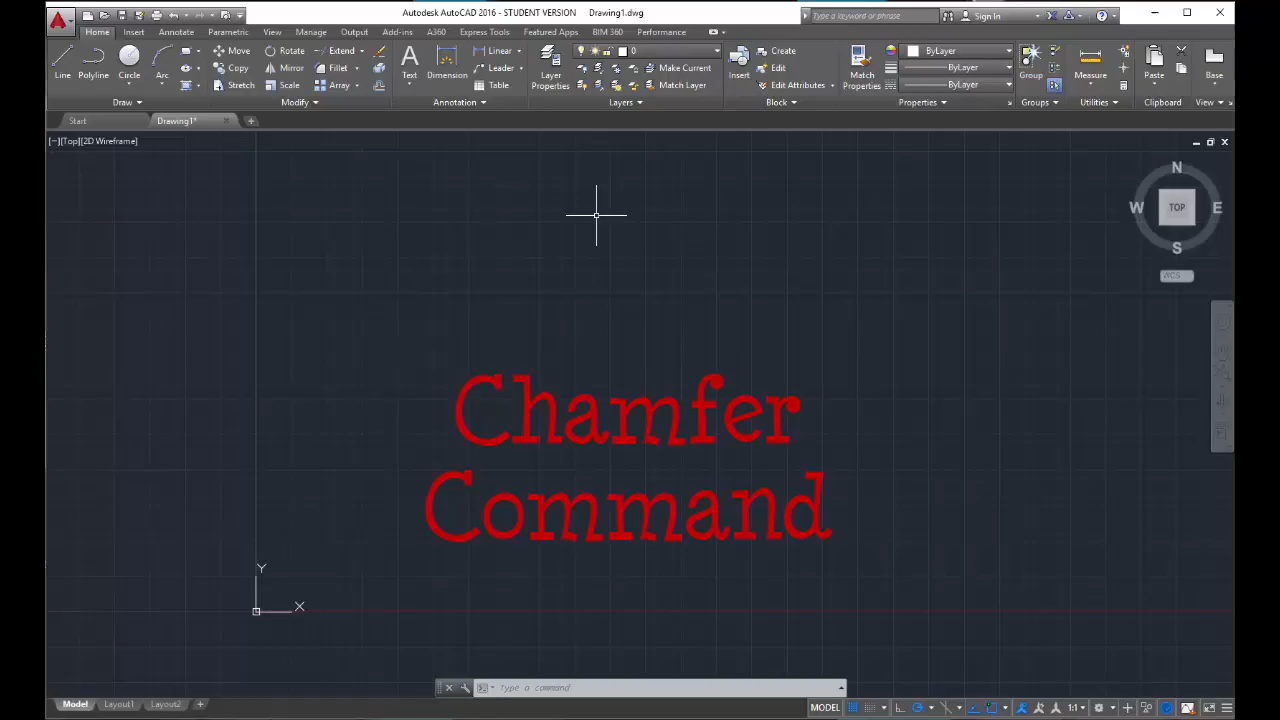 Autodesk AutoCAD 2016 - STUDENT VERSION Drawing1.dwg
Type a keyword or phrase
Sign In
Home Insert Annotate Parametric View Manage Output Add-ins A360 Express Tools Featured Apps BIM 360 Performance
Line
Polyline
Circle
Arc
Move
Rotate
Extend
Copy
Mirror
Fillet
Stretch
Scale
Array
Text
Dimension
Linear
Leader
Table
Layer
Properties
0
Make Current
Match Layer
Insert
Create
Edit
Edit Attributes
Match
Properties
ByLayer
ByLayer
ByLayer
Group
Measure
Paste
Base
Draw
Modify
Annotation
Layers
Block
Properties
Groups
Utilities
Clipboard
View
Start
Drawing1*
[−][Top][2D Wireframe]
N
W
TOP
E
S
WCS
Chamfer
Command
Y
X
Type a command
Model Layout1 Layout2
MODEL
1:1